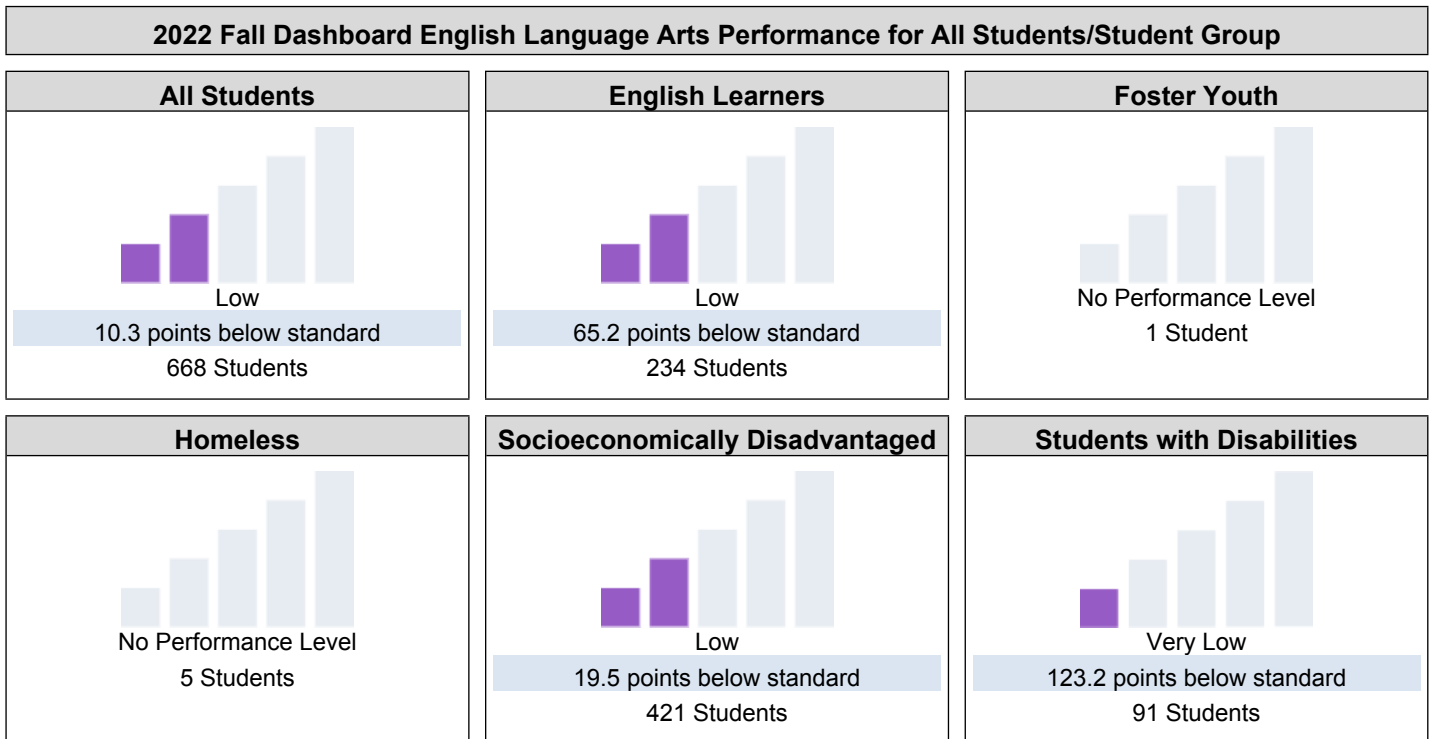 2022 Fall Dashboard English Language Arts Performance for All Students/Student Group
All Students
Low
10.3 points below standard
668 Students
English Learners
Low
65.2 points below standard
234 Students
Foster Youth
No Performance Level
1 Student
Homeless
No Performance Level
5 Students
Socioeconomically Disadvantaged
Low
19.5 points below standard
421 Students
Students with Disabilities
Very Low
123.2 points below standard
91 Students